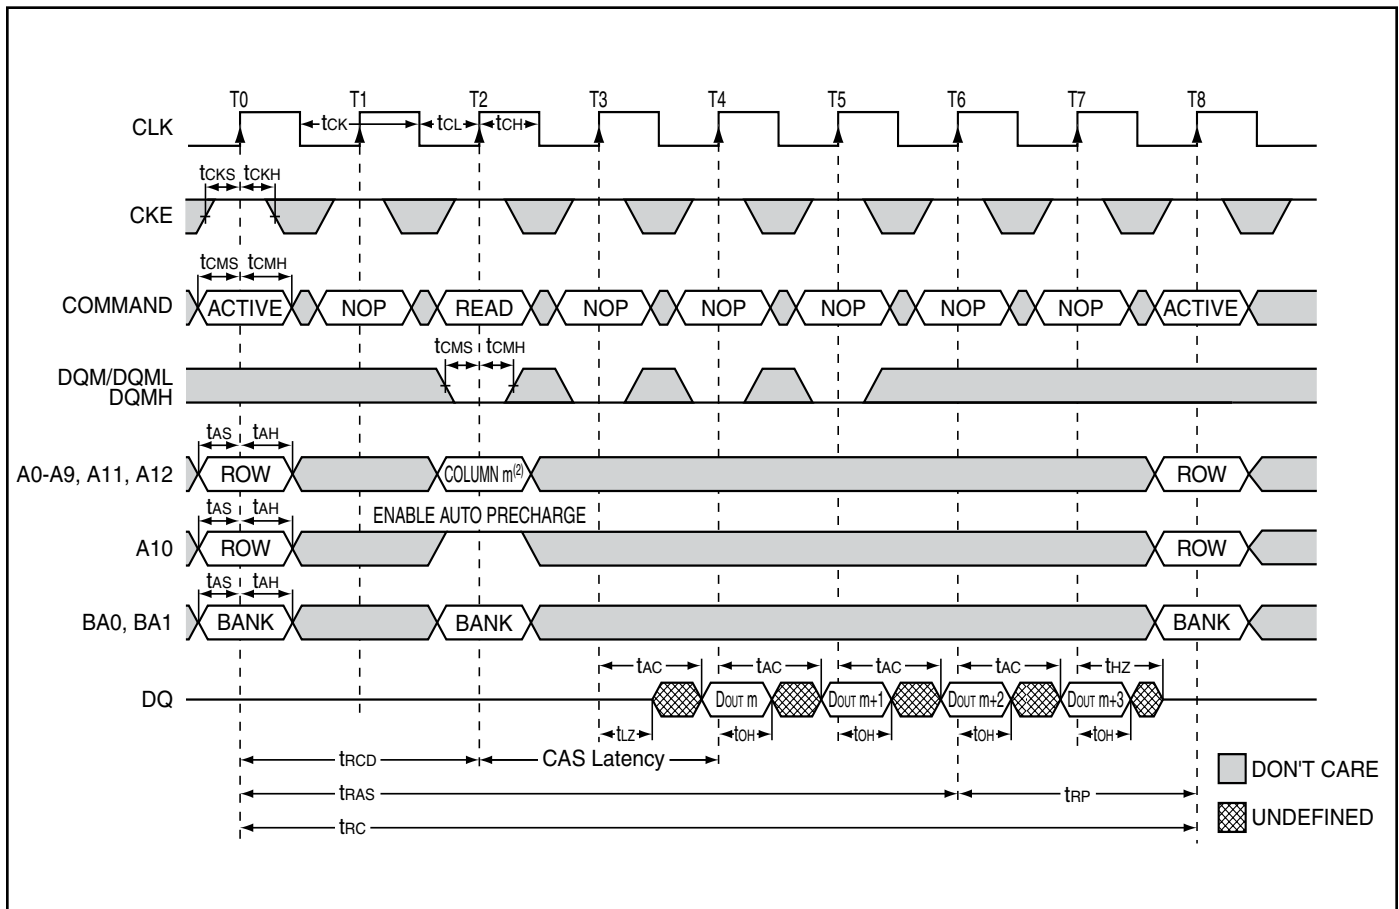 T0 T1 T2 T3 T4 T5 T6 T7 T8
CLK tCK tCL tCH
tCKS tCKH
CKE
tCMS tCMH
COMMAND ACTIVE NOP READ NOP NOP NOP NOP NOP ACTIVE
tCMS tCMH
DQM/DQML
DQMH
tAS tAH
A0-A9, A11, A12 ROW COLUMN m(2) ROW
tAS tAH ENABLE AUTO PRECHARGE
A10 ROW ROW
tAS tAH
BA0, BA1 BANK BANK BANK
tAC tAC tAC tAC tHZ
DQ DOUT m DOUT m+1 DOUT m+2 DOUT m+3
tLZ tOH tOH tOH tOH
tRCD CAS Latency
DON'T CARE
tRAS tRP
UNDEFINED
tRC